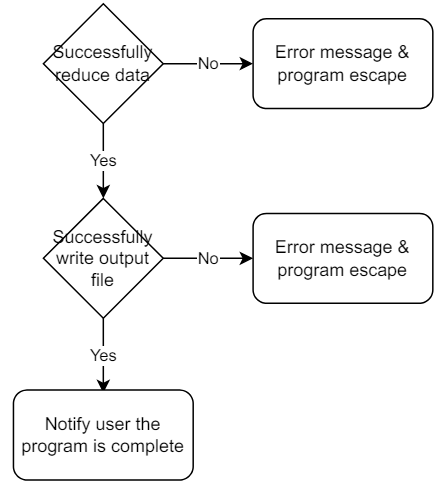 Successfully
reduce data
No
Error message &
program escape
Yes
Successfully
write output
file
No
Error message &
program escape
Yes
Notify user the
program is complete